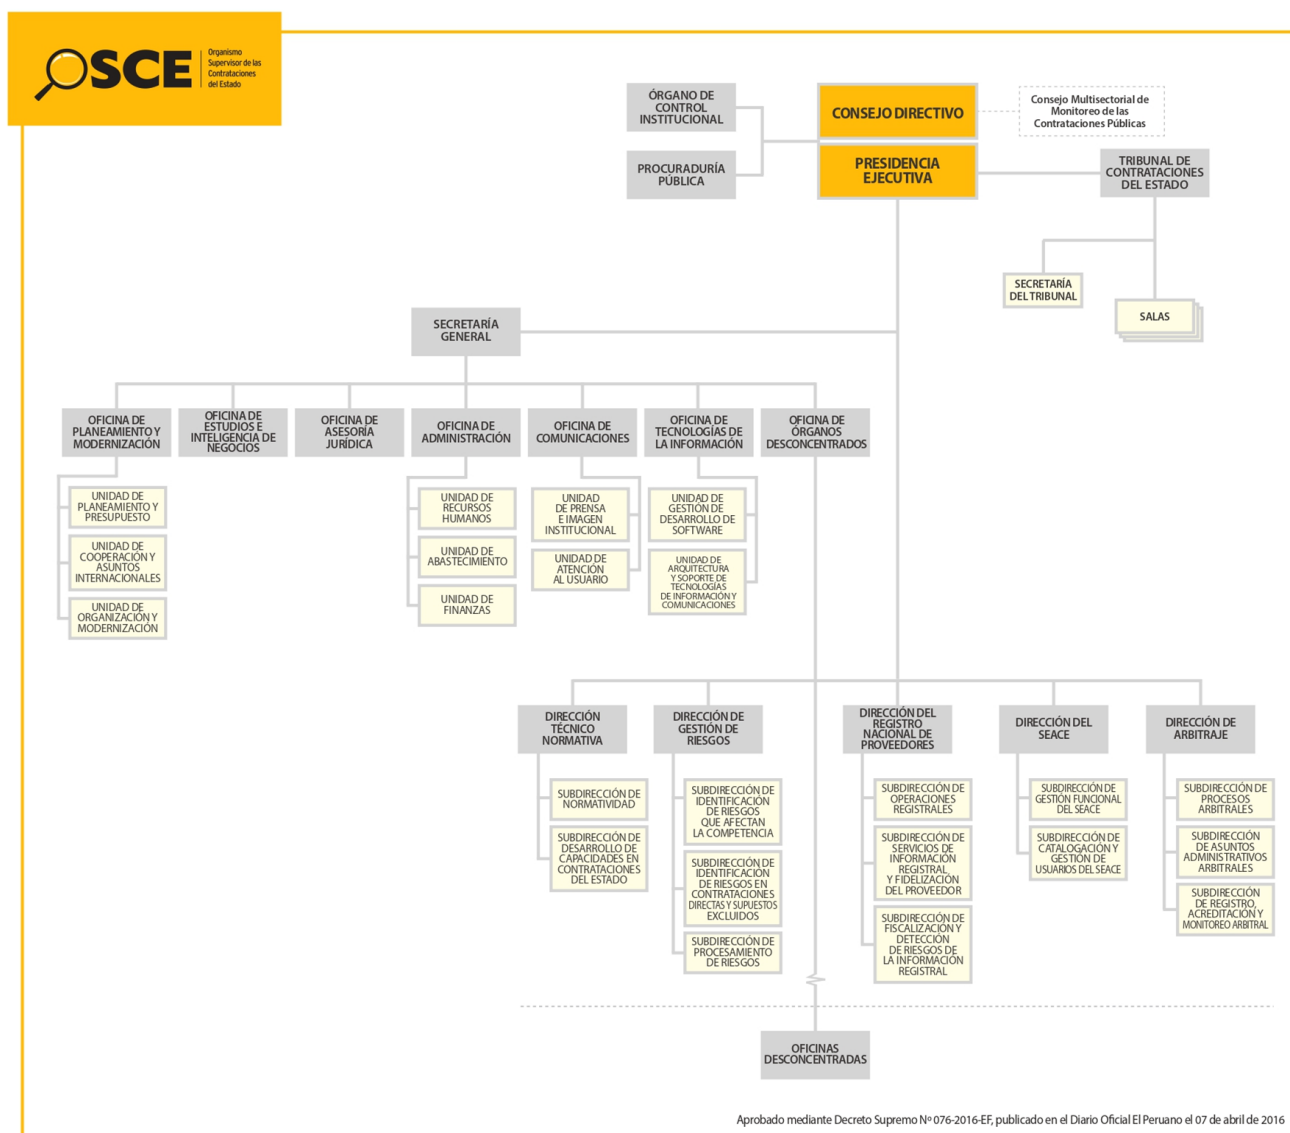 OSCE
Organismo
Supervisor de las
Contrataciones
del Estado
ÓRGANO DE
CONTROL
INSTITUCIONAL
PROCURADURÍA
PÚBLICA
CONSEJO DIRECTIVO
PRESIDENCIA
EJECUTIVA
Consejo Multisectorial de
Monitoreo de las
Contrataciones Públicas
TRIBUNAL DE
CONTRATACIONES
DEL ESTADO
SECRETARÍA
DEL TRIBUNAL
SALAS
SECRETARÍA
GENERAL
OFICINA DE
PLANEAMIENTO Y
MODERNIZACIÓN
OFICINA DE
ESTUDIOS E
INTELIGENCIA DE
NEGOCIOS
OFICINA DE
ASESORÍA
JURÍDICA
OFICINA DE
ADMINISTRACIÓN
OFICINA DE
COMUNICACIONES
OFICINA DE
TECNOLOGÍAS DE
LA INFORMACIÓN
OFICINA DE
ÓRGANOS
DESCONCENTRADOS
UNIDAD DE
PLANEAMIENTO Y
PRESUPUESTO
UNIDAD DE
COOPERACIÓN Y
ASUNTOS
INTERNACIONALES
UNIDAD DE
ORGANIZACIÓN Y
MODERNIZACIÓN
UNIDAD DE
RECURSOS
HUMANOS
UNIDAD DE
ABASTECIMIENTO
UNIDAD DE
FINANZAS
UNIDAD
DE PRENSA
E IMAGEN
INSTITUCIONAL
UNIDAD DE
ATENCIÓN
AL USUARIO
UNIDAD DE
GESTIÓN DE
DESARROLLO DE
SOFTWARE
UNIDAD DE
ARQUITECTURA
Y SOPORTE DE
TECNOLOGÍAS
DE INFORMACIÓN Y
COMUNICACIONES
DIRECCIÓN
TÉCNICO
NORMATIVA
DIRECCIÓN DE
GESTIÓN DE
RIESGOS
DIRECCIÓN DEL
REGISTRO
NACIONAL DE
PROVEEDORES
DIRECCIÓN DEL
SEACE
DIRECCIÓN DE
ARBITRAJE
SUBDIRECCIÓN DE
NORMATIVIDAD
SUBDIRECCIÓN DE
DESARROLLO DE
CAPACIDADES EN
CONTRATACIONES
DEL ESTADO
SUBDIRECCIÓN DE
IDENTIFICACIÓN
DE RIESGOS
QUE AFECTAN
LA COMPETENCIA
SUBDIRECCIÓN DE
IDENTIFICACIÓN
DE RIESGOS EN
CONTRATACIONES
DIRECTAS Y SUPUESTOS
EXCLUIDOS
SUBDIRECCIÓN DE
PROCESAMIENTO
DE RIESGOS
SUBDIRECCIÓN DE
OPERACIONES
REGISTRALES
SUBDIRECCIÓN DE
SERVICIOS DE
INFORMACIÓN
REGISTRAL
Y FIDELIZACIÓN
DEL PROVEEDOR
SUBDIRECCIÓN DE
FISCALIZACIÓN Y
DETECCIÓN
DE RIESGOS DE
LA INFORMACIÓN
REGISTRAL
SUBDIRECCIÓN DE
GESTIÓN FUNCIONAL
DEL SEACE
SUBDIRECCIÓN DE
CATALOGACIÓN Y
GESTIÓN DE
USUARIOS DEL SEACE
SUBDIRECCIÓN DE
PROCESOS
ARBITRALES
SUBDIRECCIÓN
DE ASUNTOS
ADMINISTRATIVOS
ARBITRALES
SUBDIRECCIÓN
DE REGISTRO,
ACREDITACIÓN Y
MONITOREO ARBITRAL
OFICINAS
DESCONCENTRADAS
Aprobado mediante Decreto Supremo Nº 076-2016-EF, publicado en el Diario Oficial El Peruano el 07 de abril de 2016